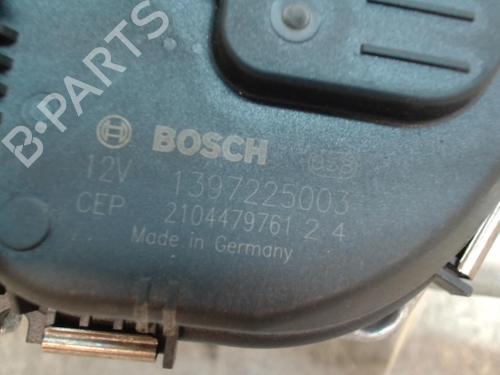 B-PARTS
BOSCH
12V 1397225003
CEP 2104479761 2 4
Made in Germany